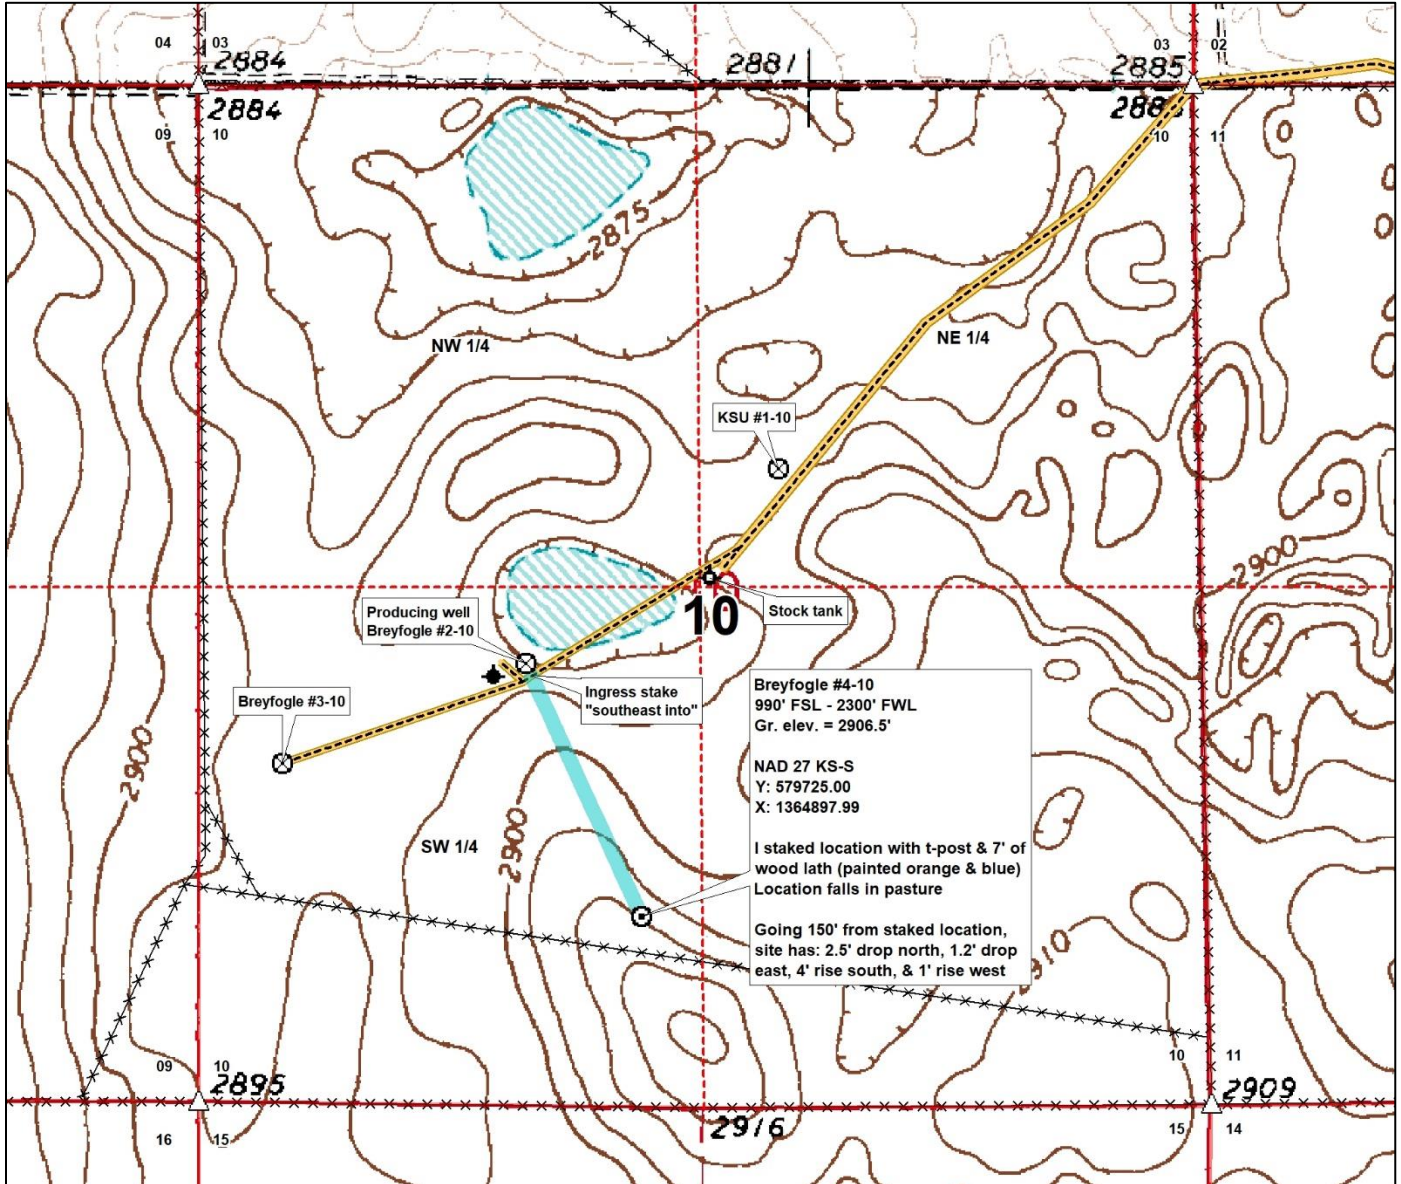 04 03
2884
2881
03 02
2885
2884
09 10
10 11
2875
NW 1/4
NE 1/4
KSU #1-10
2900
Producing well
Breyfogle #2-10
10
Stock tank
Ingress stake
"southeast into"
Breyfogle #3-10
Breyfogle #4-10
990' FSL - 2300' FWL
Gr. elev. = 2906.5'
NAD 27 KS-S
Y: 579725.00
X: 1364897.99
I staked location with t-post & 7' of
wood lath (painted orange & blue)
Location falls in pasture
Going 150' from staked location,
site has: 2.5' drop north, 1.2' drop
east, 4' rise south, & 1' rise west
2900
2900
SW 1/4
2910
09 10
2895
10 11
2909
16 15
2916
15 14